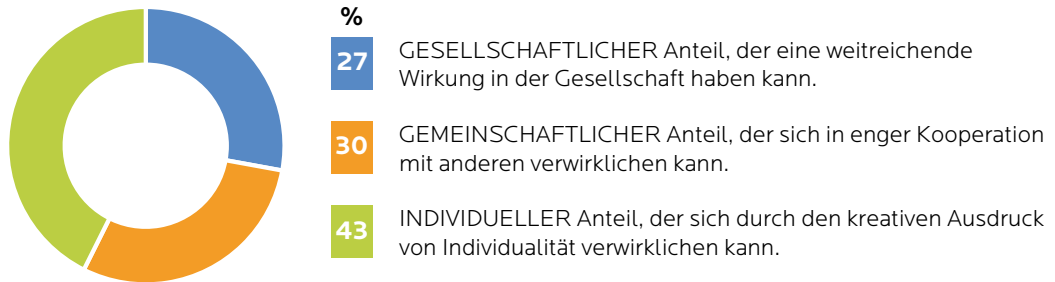 %
27 GESELLSCHAFTLICHER Anteil, der eine weitreichende
Wirkung in der Gesellschaft haben kann.
30 GEMEINSCHAFTLICHER Anteil, der sich in enger Kooperation
mit anderen verwirklichen kann.
43 INDIVIDUELLER Anteil, der sich durch den kreativen Ausdruck
von Individualität verwirklichen kann.